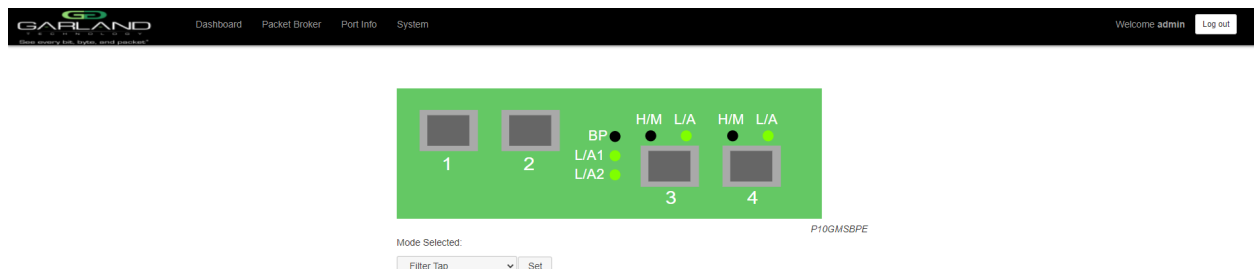 GARLAND
TECHNOLOGY
See every bit, byte, and packet®
Dashboard Packet Broker Port Info System
Welcome admin Log out
H/M L/A H/M L/A
BP
L/A1
L/A2
1 2
3 4
P10GMSBPE
Mode Selected:
Filter Tap Set